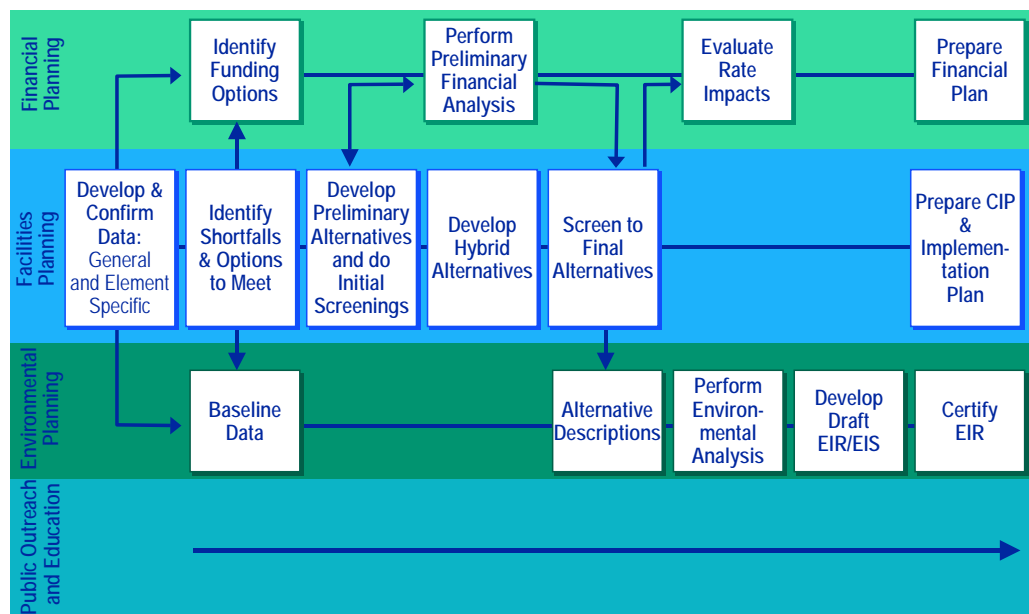 Financial
Planning
Identify
Funding
Options
Perform
Preliminary
Financial
Analysis
Evaluate
Rate
Impacts
Prepare
Financial
Plan
Facilities
Planning
Develop &
Confirm
Data:
General
and Element
Specific
Identify
Shortfalls
& Options
to Meet
Develop
Preliminary
Alternatives
and do
Initial
Screenings
Develop
Hybrid
Alternatives
Screen to
Final
Alternatives
Prepare CIP
&
Implemen-
tation
Plan
Environmental
Planning
Baseline
Data
Alternative
Descriptions
Perform
Environ-
mental
Analysis
Develop
Draft
EIR/EIS
Certify
EIR
Public Outreach
and Education